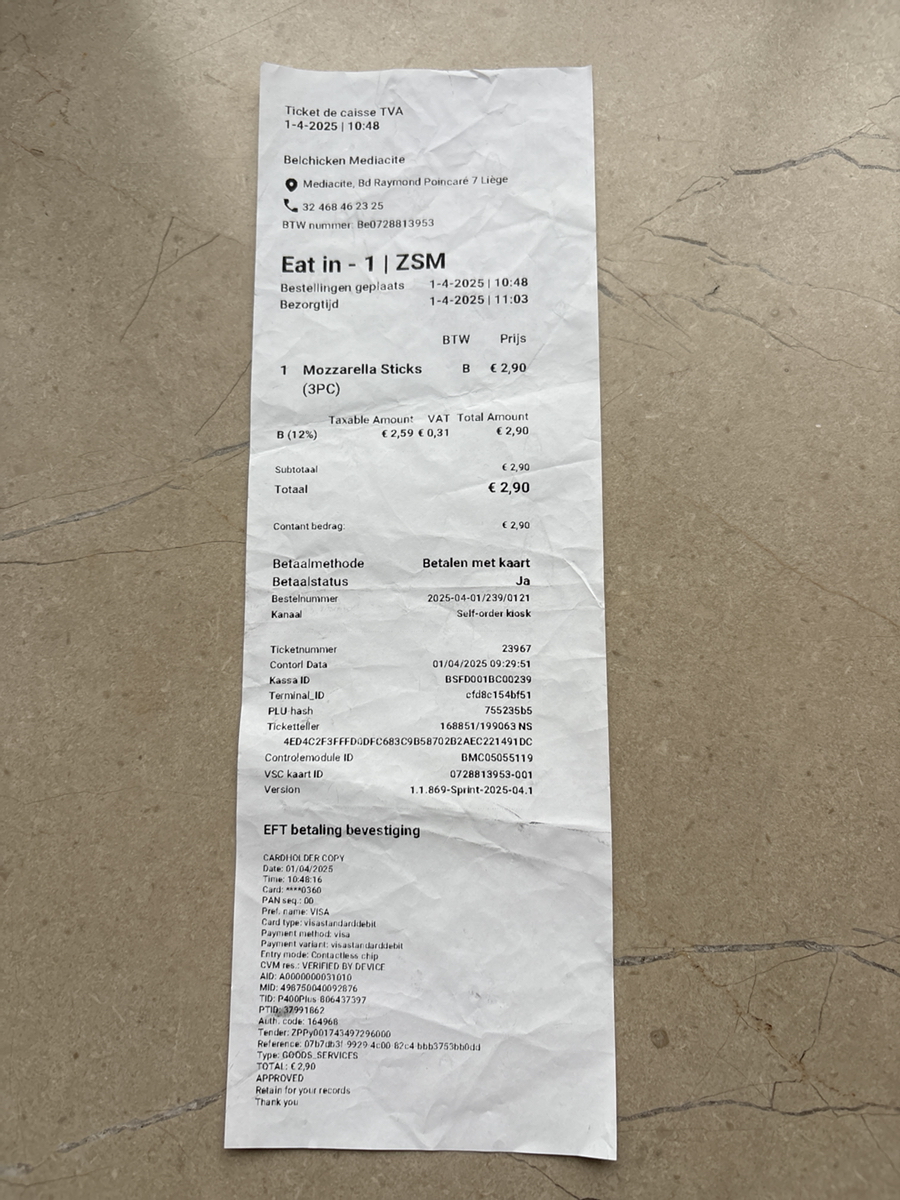 Ticket de caisse TVA
1-4-2025 | 10:48
Belchicken Mediacite
Mediacite, Bd Raymond Poincaré 7 Liège
32 468 46 23 25
BTW nummer: Be0728813953
Eat in - 1 | ZSM
Bestellingen geplaats 1-4-2025 | 10:48
Bezorgtijd 1-4-2025 | 11:03
BTW Prijs
1 Mozzarella Sticks B € 2,90
(3PC)
Taxable Amount VAT Total Amount
B (12%) € 2,59 € 0,31 € 2,90
Subtotaal € 2,90
Totaal € 2,90
Contant bedrag: € 2,90
Betaalmethode Betalen met kaart
Betaalstatus Ja
Bestelnummer 2025-04-01/239/0121
Kanaal Self-order kiosk
Ticketnummer 23967
Contorl Data 01/04/2025 09:29:51
Kassa ID BSFD001BC00239
Terminal_ID cfd8c154bf51
PLU-hash 755235b5
Ticketteller 168851/199063 NS
Controlemodule ID BMC05055119
VSC kaart ID 0728813953-001
Version 1.1.869-Sprint-2025-04.1
EFT betaling bevestiging
CARDHOLDER COPY
Date: 01/04/2025
Time: 10:48:16
Card: ****0360
PAN seq.: 00
Pref. name: VISA
Card type: visastandarddebit
Payment method: visa
Payment variant: visastandarddebit
Entry mode: Contactless chip
CVM res.: VERIFIED BY DEVICE
AID: A0000000031010
MID: 498750040092876
TID: P400Plus-806437397
PTID: 37991862
Auth. code: 164968
Tender: ZPPy001743497296000
Reference:
Type: GOODS_SERVICES
TOTAL: € 2,90
APPROVED
Retain for your records
Thank you